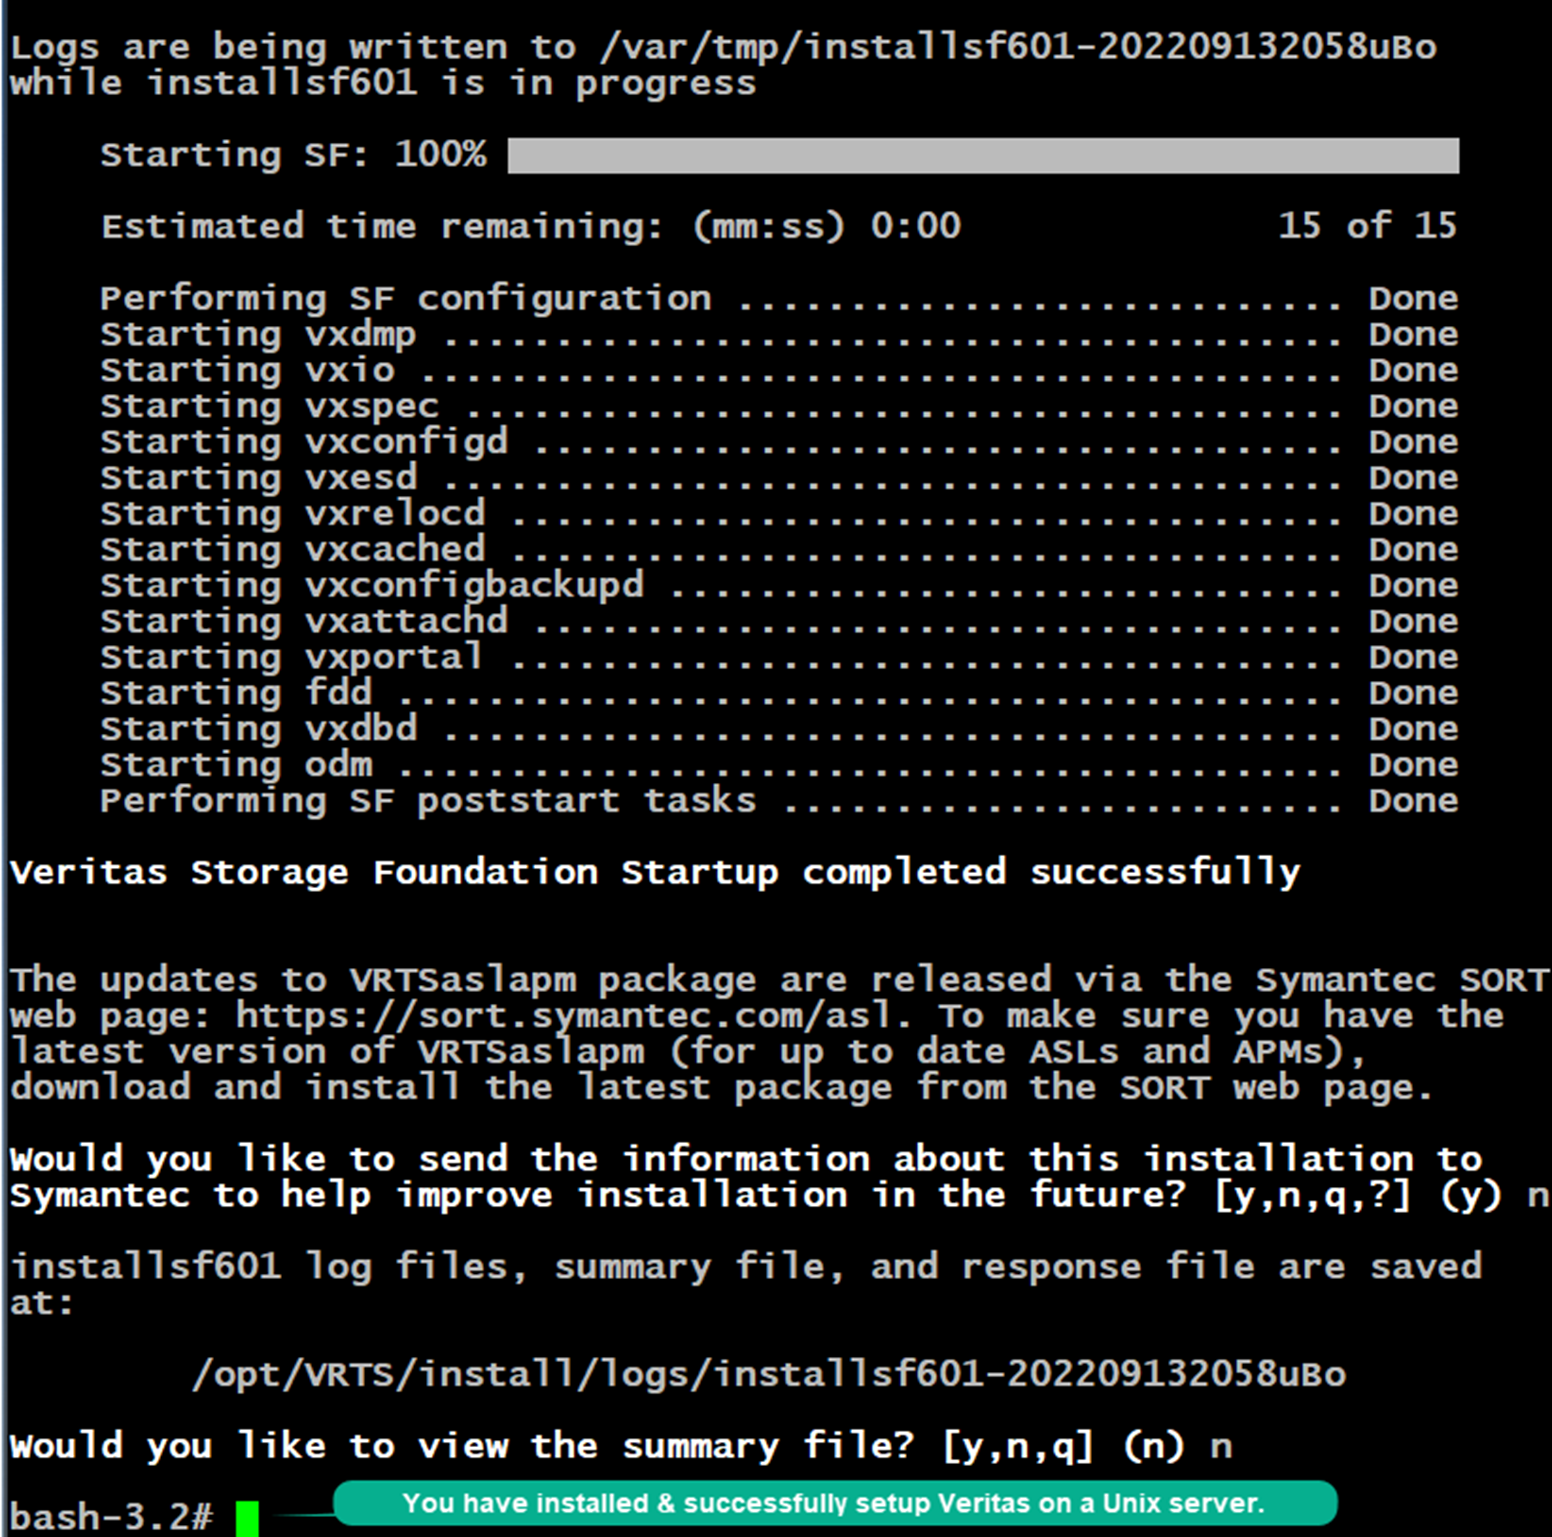 Logs are being written to /var/tmp/installsf601-202209132058uBo
while installsf601 is in progress
Starting SF: 100%
Estimated time remaining: (mm:ss) 0:00 15 of 15
Performing SF configuration ........................... Done
Starting vxdmp ........................................ Done
Starting vxio ......................................... Done
Starting vxspec ....................................... Done
Starting vxconfigd .................................... Done
Starting vxesd ........................................ Done
Starting vxrelocd ..................................... Done
Starting vxcached ..................................... Done
Starting vxconfigbackupd .............................. Done
Starting vxattachd .................................... Done
Starting vxportal ..................................... Done
Starting fdd .......................................... Done
Starting vxdbd ........................................ Done
Starting odm .......................................... Done
Performing SF poststart tasks ......................... Done
Veritas Storage Foundation Startup completed successfully
The updates to VRTSaslapm package are released via the Symantec SORT
web page: https://sort.symantec.com/asl. To make sure you have the
latest version of VRTSaslapm (for up to date ASLs and APMs),
download and install the latest package from the SORT web page.
Would you like to send the information about this installation to
Symantec to help improve installation in the future? [y,n,q,?] (y) n
installsf601 log files, summary file, and response file are saved
at:
/opt/VRTS/install/logs/installsf601-202209132058uBo
Would you like to view the summary file? [y,n,q] (n) n
bash-3.2#
You have installed & successfully setup Veritas on a Unix server.